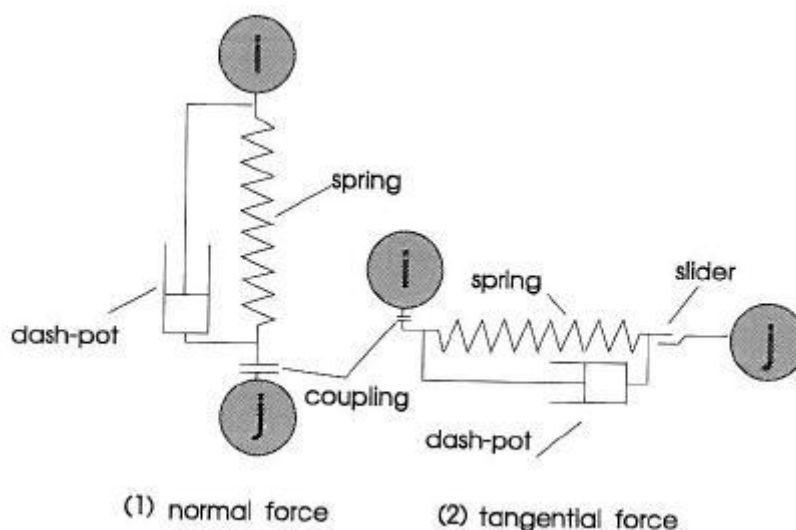 i
spring
dash-pot
coupling
j
(1) normal force
i
spring
slider
j
dash-pot
(2) tangential force